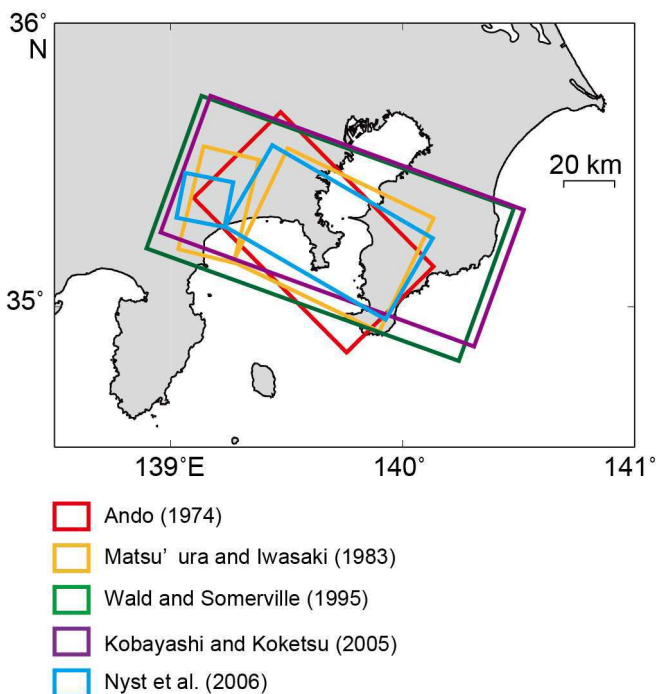 36°
N
20 km
35°
139°E
140°
141°
Ando (1974)
Matsu' ura and Iwasaki (1983)
Wald and Somerville (1995)
Kobayashi and Koketsu (2005)
Nyst et al. (2006)